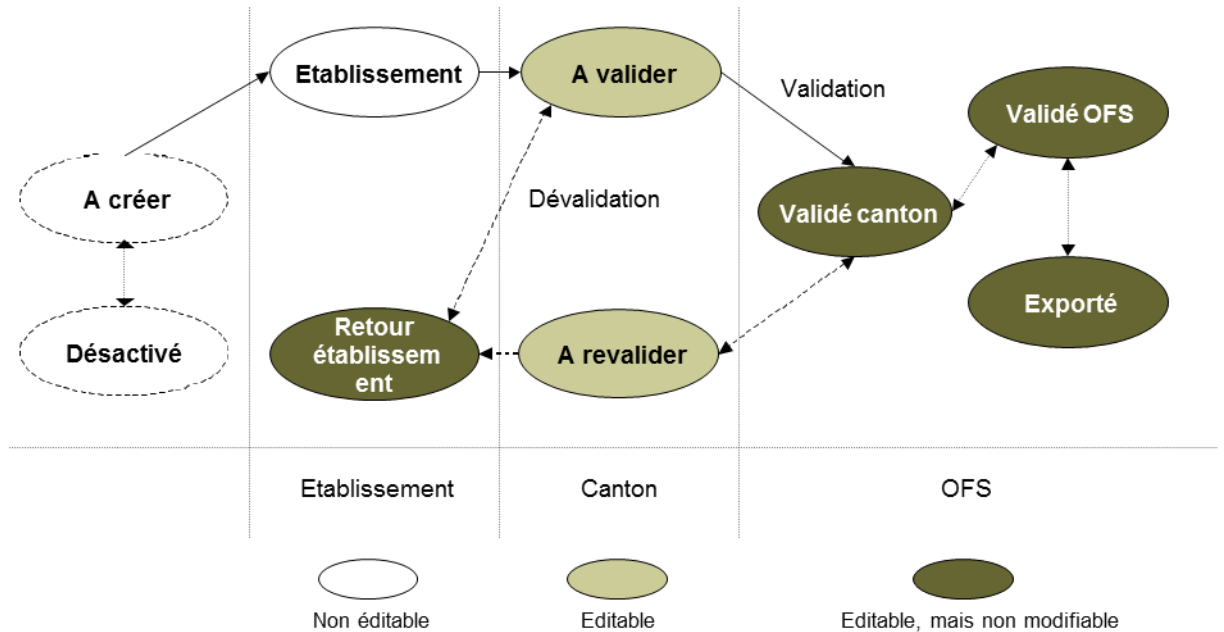 Etablissement
A valider
Validation
Validé OFS
A créer
Dévalidation
Validé canton
Désactivé
Retour
établissem
ent
A revalider
Exporté
Etablissement
Canton
OFS
Non éditable
Editable
Editable, mais non modifiable